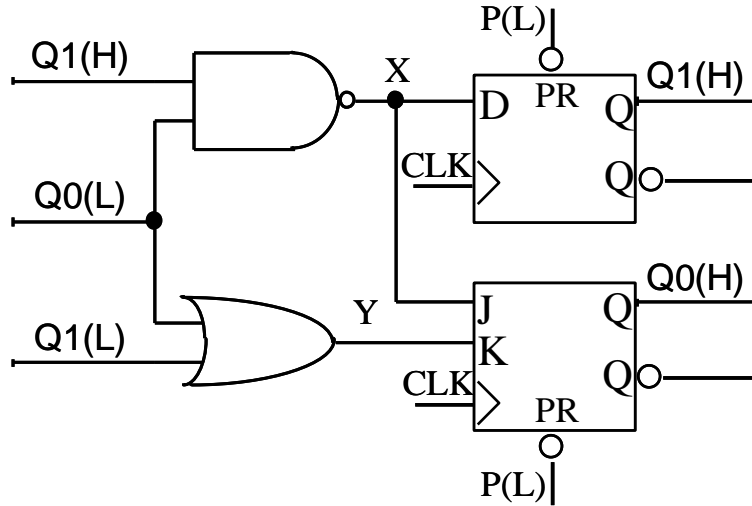 P(L)
Q1(H)
X
PR
Q1(H)
D
Q
CLK
Q
Q0(L)
Q0(H)
Y
J
Q
Q1(L)
K
CLK
Q
PR
P(L)